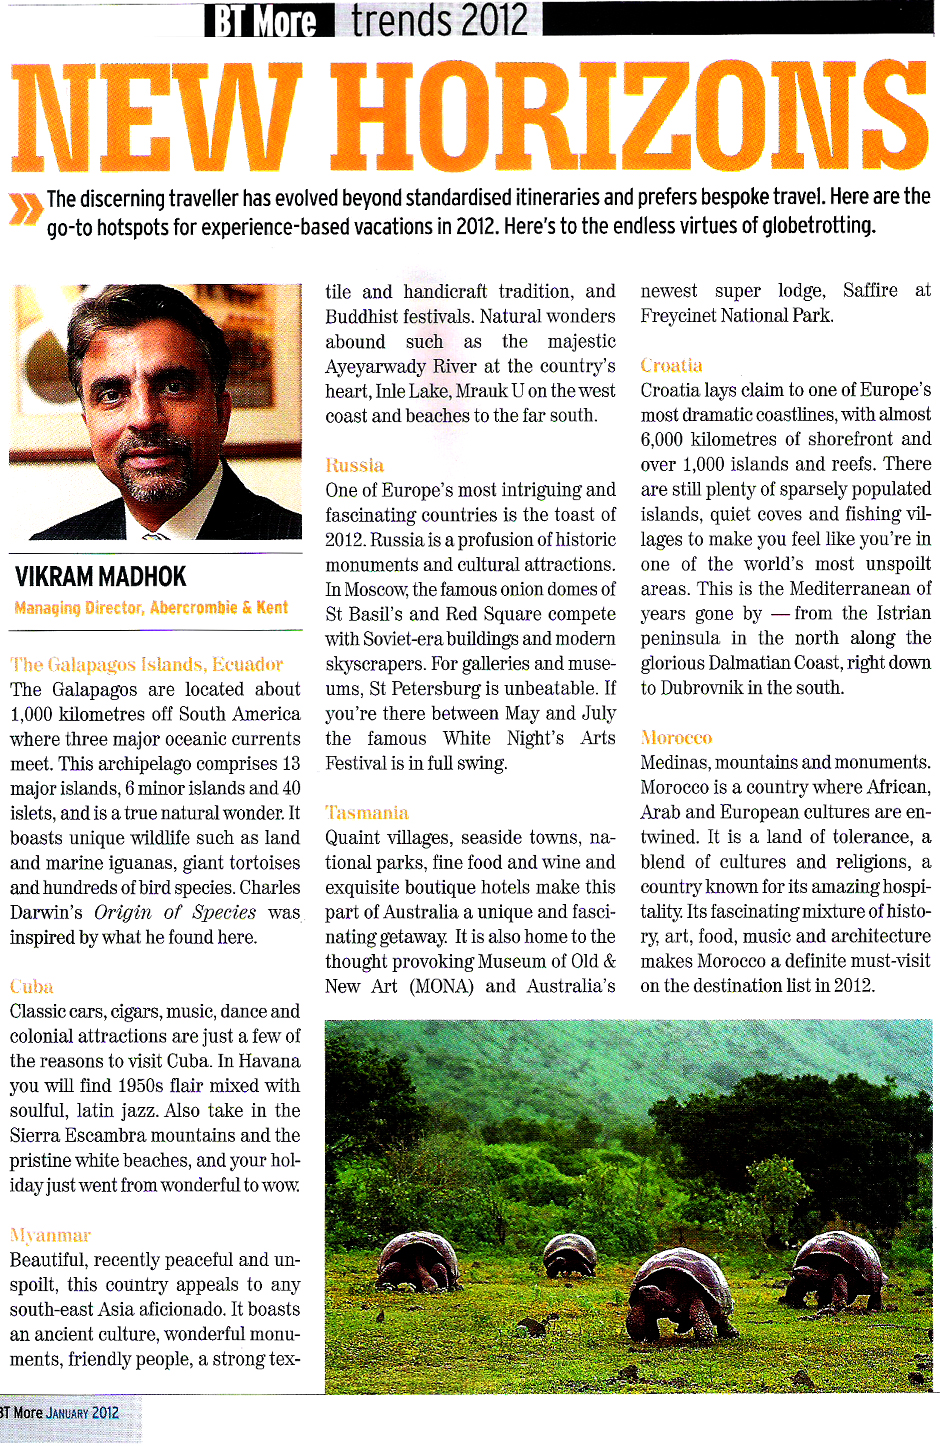 BT More trends 2012
NEW HORIZONS
The discerning traveller has evolved beyond standardised itineraries and prefers bespoke travel. Here are the
go-to hotspots for experience-based vacations in 2012. Here's to the endless virtues of globetrotting.
VIKRAM MADHOK
Managing Director, Abercrombie & Kent
The Galapagos Islands, Ecuador
The Galapagos are located about
1,000 kilometres off South America
where three major oceanic currents
meet. This archipelago comprises 13
major islands, 6 minor islands and 40
islets, and is a true natural wonder. It
boasts unique wildlife such as land
and marine iguanas, giant tortoises
and hundreds of bird species. Charles
Darwin's Origin of Species was
inspired by what he found here.
Cuba
Classic cars, cigars, music, dance and
colonial attractions are just a few of
the reasons to visit Cuba. In Havana
you will find 1950s flair mixed with
soulful, latin jazz. Also take in the
Sierra Escambra mountains and the
pristine white beaches, and your hol-
iday just went from wonderful to wow.
Myanmar
Beautiful, recently peaceful and un-
spoilt, this country appeals to any
south-east Asia aficionado. It boasts
an ancient culture, wonderful monu-
ments, friendly people, a strong tex-
tile and handicraft tradition, and
Buddhist festivals. Natural wonders
abound such as the majestic
Ayeyarwady River at the country's
heart, Inle Lake, Mrauk U on the west
coast and beaches to the far south.
Russia
One of Europe's most intriguing and
fascinating countries is the toast of
2012. Russia is a profusion of historic
monuments and cultural attractions.
In Moscow, the famous onion domes of
St Basil's and Red Square compete
with Soviet-era buildings and modern
skyscrapers. For galleries and muse-
ums, St Petersburg is unbeatable. If
you're there between May and July
the famous White Night's Arts
Festival is in full swing.
Tasmania
Quaint villages, seaside towns, na-
tional parks, fine food and wine and
exquisite boutique hotels make this
part of Australia a unique and fasci-
nating getaway. It is also home to the
thought provoking Museum of Old &
New Art (MONA) and Australia's
newest super lodge, Saffire at
Freycinet National Park.
Croatia
Croatia lays claim to one of Europe's
most dramatic coastlines, with almost
6,000 kilometres of shorefront and
over 1,000 islands and reefs. There
are still plenty of sparsely populated
islands, quiet coves and fishing vil-
lages to make you feel like you're in
one of the world's most unspoilt
areas. This is the Mediterranean of
years gone by — from the Istrian
peninsula in the north along the
glorious Dalmatian Coast, right down
to Dubrovnik in the south.
Morocco
Medinas, mountains and monuments.
Morocco is a country where African,
Arab and European cultures are en-
twined. It is a land of tolerance, a
blend of cultures and religions, a
country known for its amazing hospi-
tality. Its fascinating mixture of histo-
ry, art, food, music and architecture
makes Morocco a definite must-visit
on the destination list in 2012.
BT More JANUARY 2012